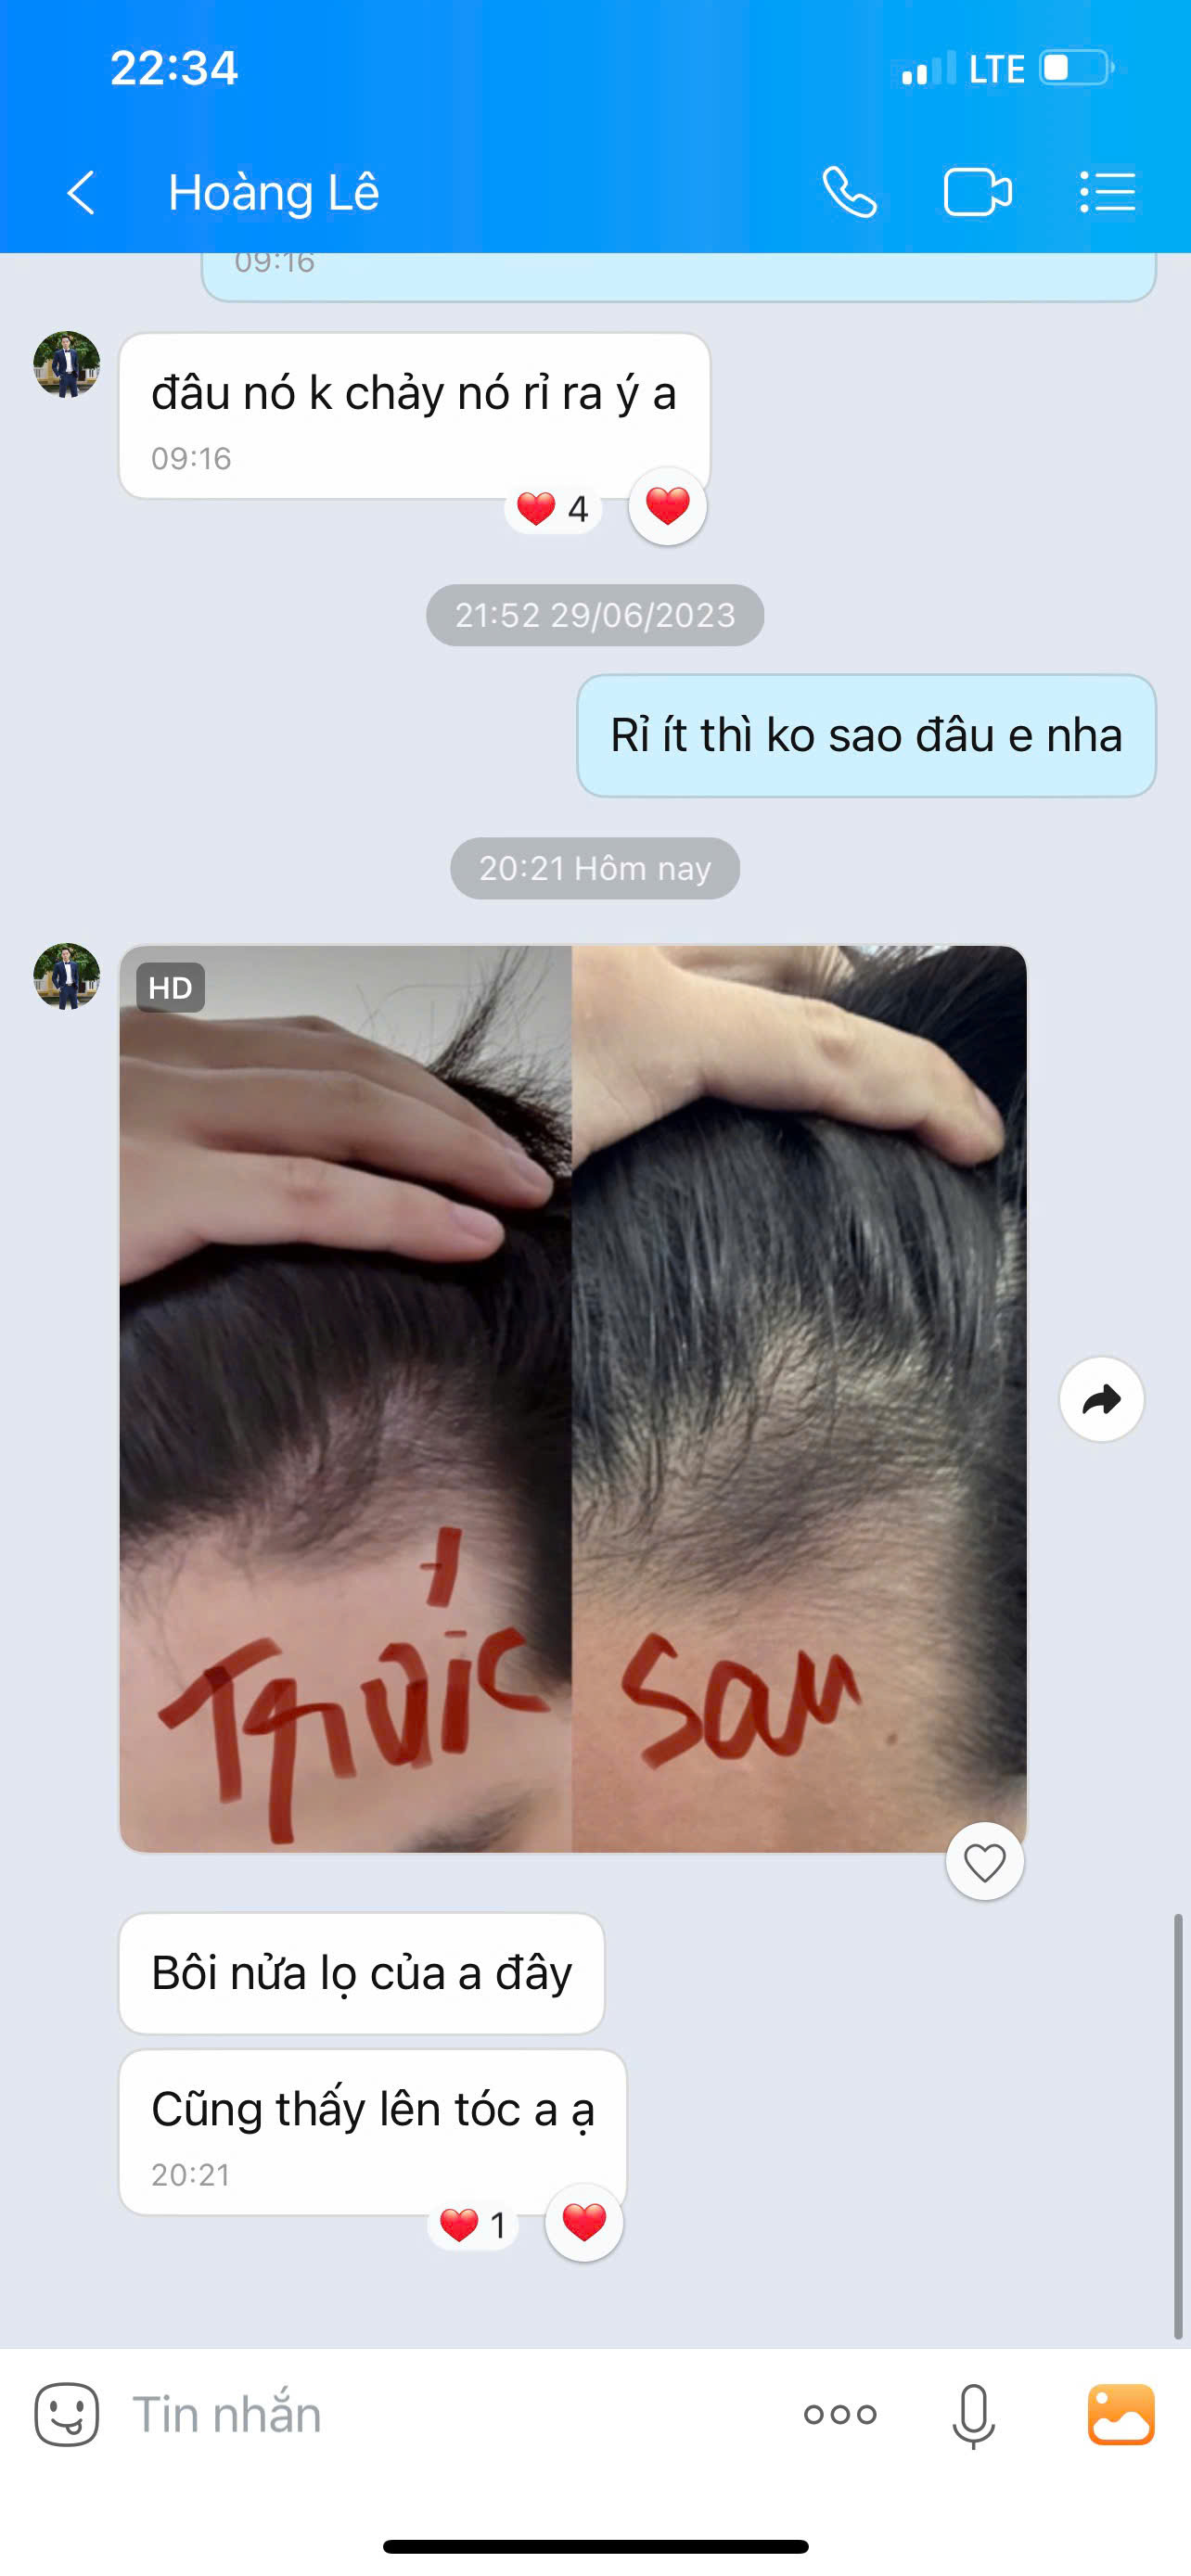 22:34
LTE
Hoàng Lê
09:16
đâu nó k chảy nó rỉ ra ý a
09:16
4
21:52 29/06/2023
Rỉ ít thì ko sao đâu e nha
20:21 Hôm nay
HD
Trước
Sau
Bôi nửa lọ của a đây
Cũng thấy lên tóc a ạ
20:21
1
Tin nhắn